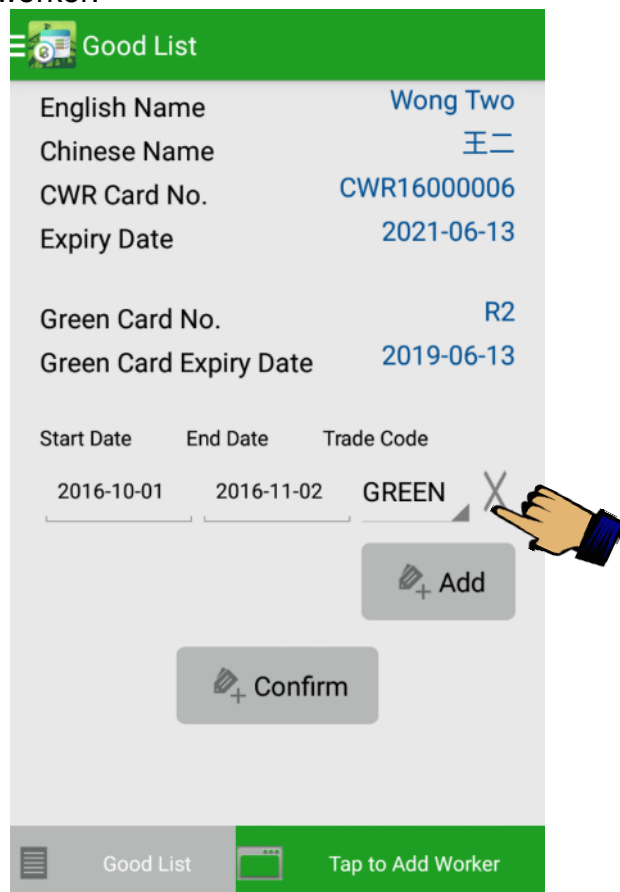 worker.
Good List
English Name Wong Two
Chinese Name 王二
CWR Card No. CWR16000006
Expiry Date 2021-06-13
Green Card No. R2
Green Card Expiry Date 2019-06-13
Start Date End Date Trade Code
2016-10-01 2016-11-02 GREEN X
Add
Confirm
Good List Tap to Add Worker